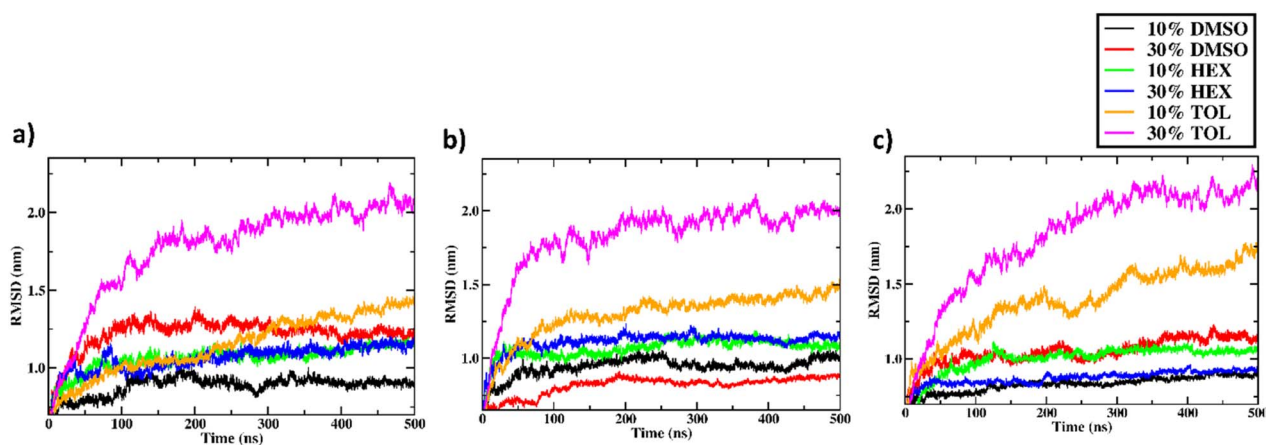 10% DMSO
30% DMSO
10% HEX
30% HEX
10% TOL
30% TOL
a)
b)
c)
2.0
1.5
1.0
RMSD (nm)
0 100 200 300 400 500
Time (ns)
2.0
1.5
1.0
RMSD (nm)
0 100 200 300 400 500
Time (ns)
2.0
1.5
1.0
RMSD (nm)
0 100 200 300 400 500
Time (ns)